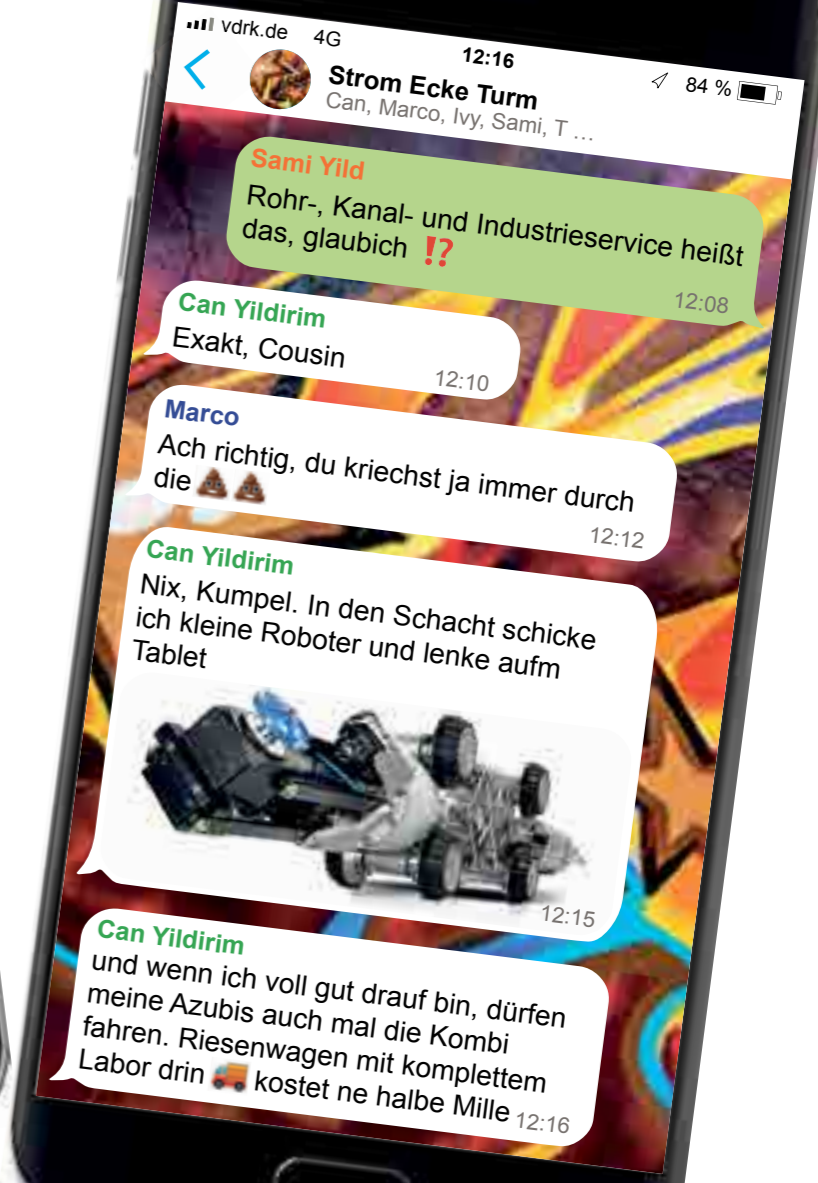 vdrk.de 4G 12:16 84 %
Strom Ecke Turm
Can, Marco, Ivy, Sami, T ...
Sami Yild
Rohr-, Kanal- und Industrieservice heißt
das, glaubich ⁉️
12:08
Can Yildirim
Exakt, Cousin
12:10
Marco
Ach richtig, du kriechst ja immer durch
die 💩 💩
12:12
Can Yildirim
Nix, Kumpel. In den Schacht schicke
ich kleine Roboter und lenke aufm
Tablet
12:15
Can Yildirim
und wenn ich voll gut drauf bin, dürfen
meine Azubis auch mal die Kombi
fahren. Riesenwagen mit komplettem
Labor drin 🚚 kostet ne halbe Mille 12:16